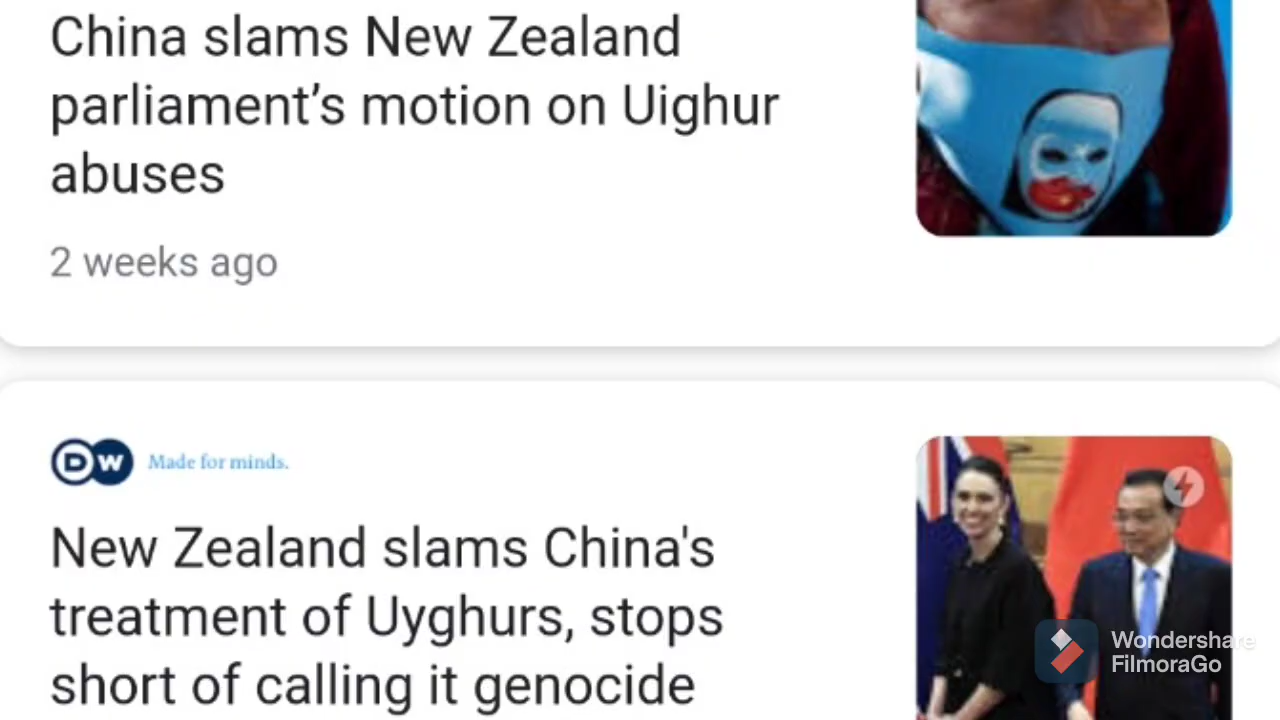 China slams New Zealand
parliament’s motion on Uighur
abuses
2 weeks ago
DW Made for minds.
New Zealand slams China's
treatment of Uyghurs, stops
short of calling it genocide
Wondershare
FilmoraGo